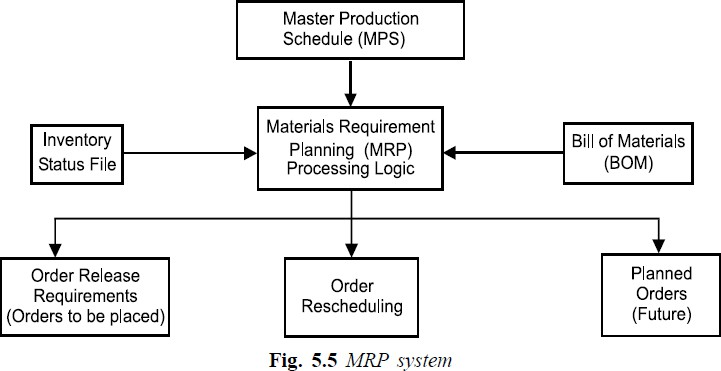 Master Production
Schedule (MPS)
Inventory
Status File
Materials Requirement
Planning (MRP)
Processing Logic
Bill of Materials
(BOM)
Order Release
Requirements
(Orders to be placed)
Order
Rescheduling
Planned
Orders
(Future)
Fig. 5.5 MRP system